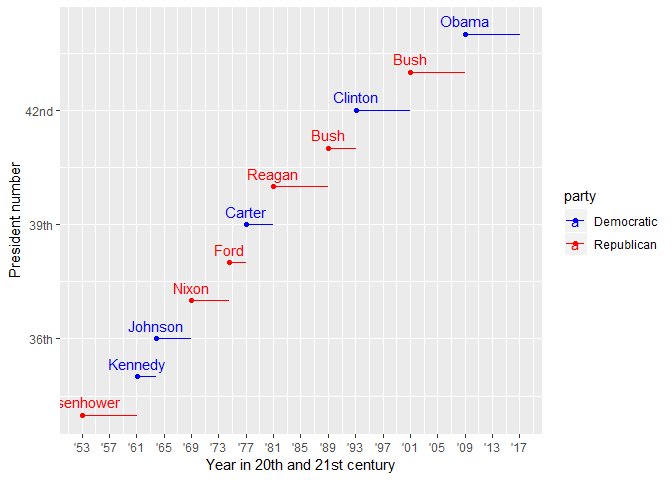 Obama
Bush
Clinton
42nd
Bush
Reagan
Carter
39th
Ford
Nixon
Johnson
36th
Kennedy
senhower
President number
'53 '57 '61 '65 '69 '73 '77 '81 '85 '89 '93 '97 '01 '05 '09 '13 '17
Year in 20th and 21st century
party
a Democratic
a Republican